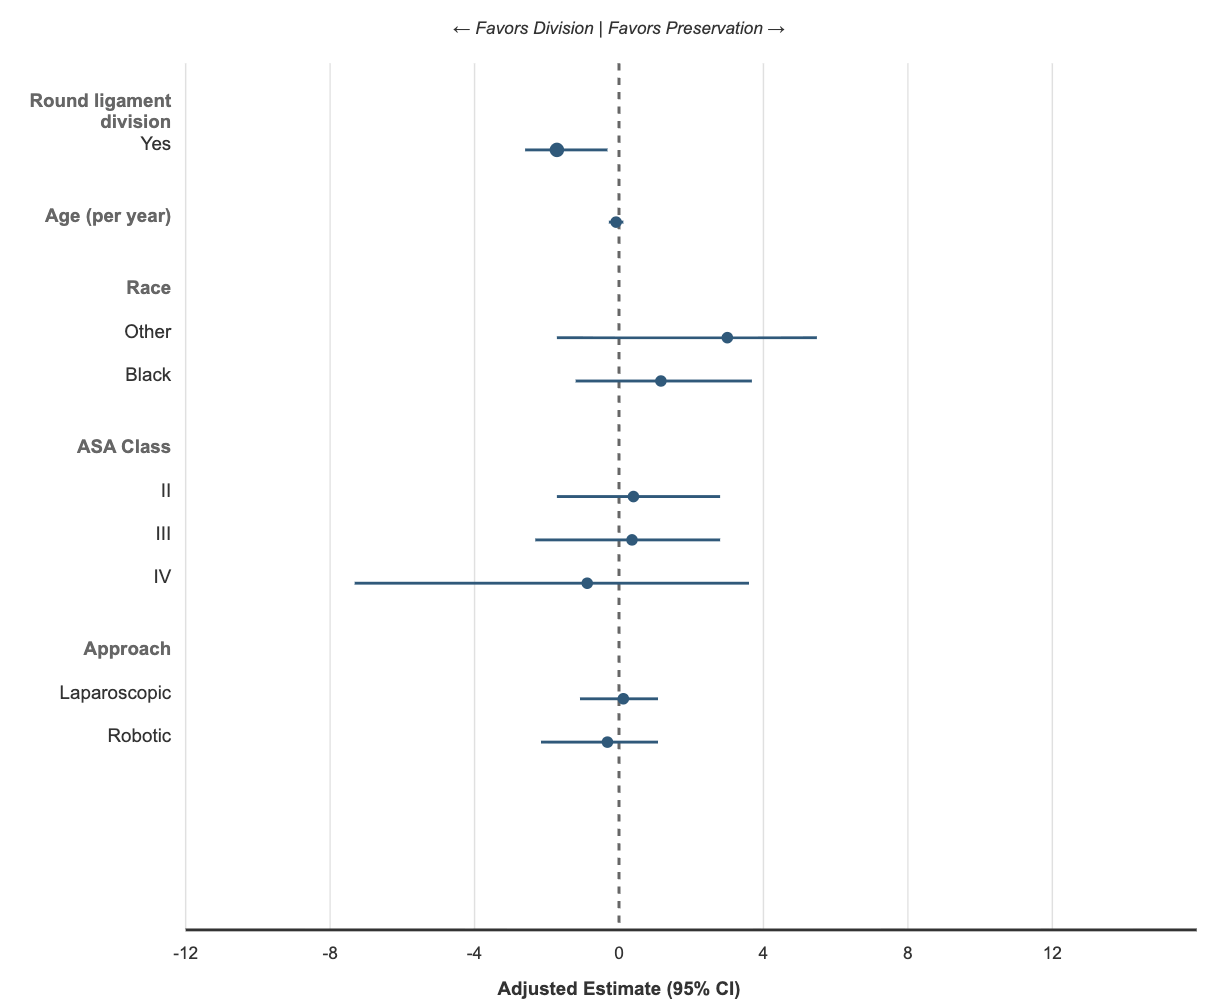 ← Favors Division | Favors Preservation →
Round ligament
division
Yes
Age (per year)
Race
Other
Black
ASA Class
II
III
IV
Approach
Laparoscopic
Robotic
-12 -8 -4 0 4 8 12
Adjusted Estimate (95% CI)